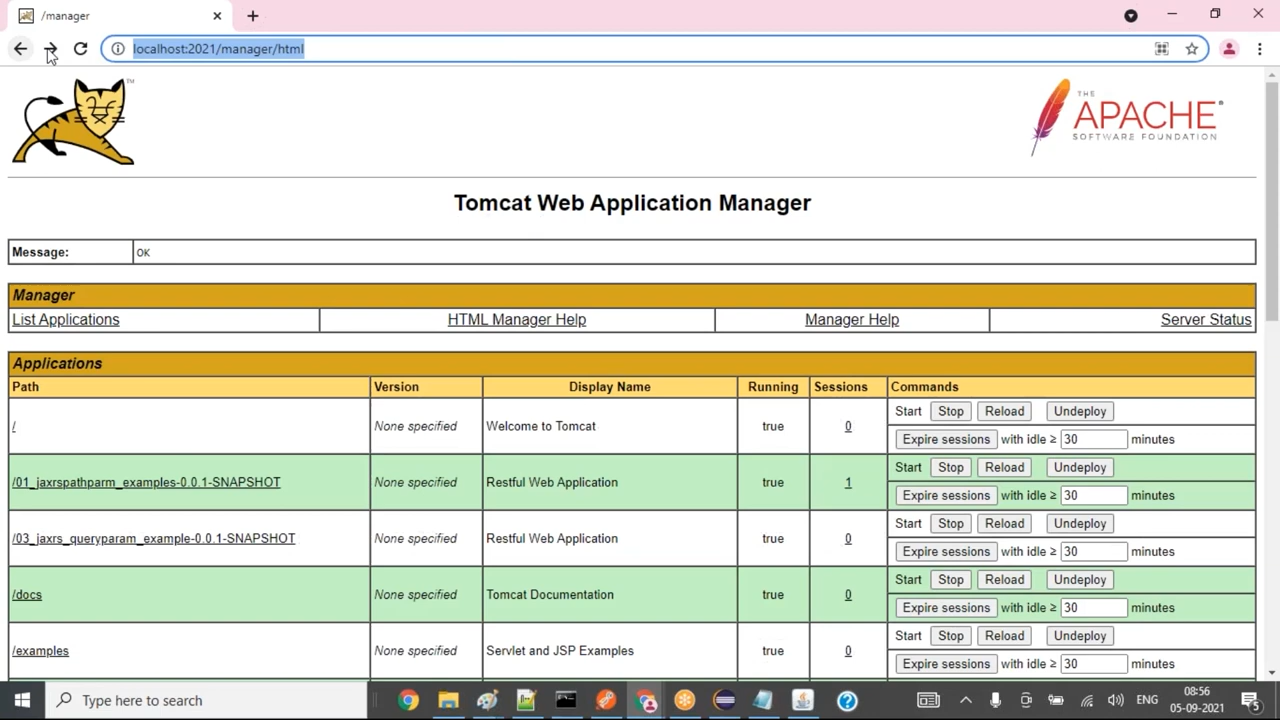 /manager
localhost:2021/manager/html
TM
THE
APACHE®
SOFTWARE FOUNDATION
Tomcat Web Application Manager
Message: OK
Manager
List Applications HTML Manager Help Manager Help Server Status
Applications
Path Version Display Name Running Sessions Commands
/ None specified Welcome to Tomcat true 0 Start Stop Reload Undeploy
Expire sessions with idle ≥ 30 minutes
/01_jaxrspathparm_examples-0.0.1-SNAPSHOT None specified Restful Web Application true 1 Start Stop Reload Undeploy
Expire sessions with idle ≥ 30 minutes
/03_jaxrs_queryparam_example-0.0.1-SNAPSHOT None specified Restful Web Application true 0 Start Stop Reload Undeploy
Expire sessions with idle ≥ 30 minutes
/docs None specified Tomcat Documentation true 0 Start Stop Reload Undeploy
Expire sessions with idle ≥ 30 minutes
/examples None specified Servlet and JSP Examples true 0 Start Stop Reload Undeploy
Expire sessions with idle ≥ 30 minutes
Type here to search ENG 08:56
05-09-2021 5